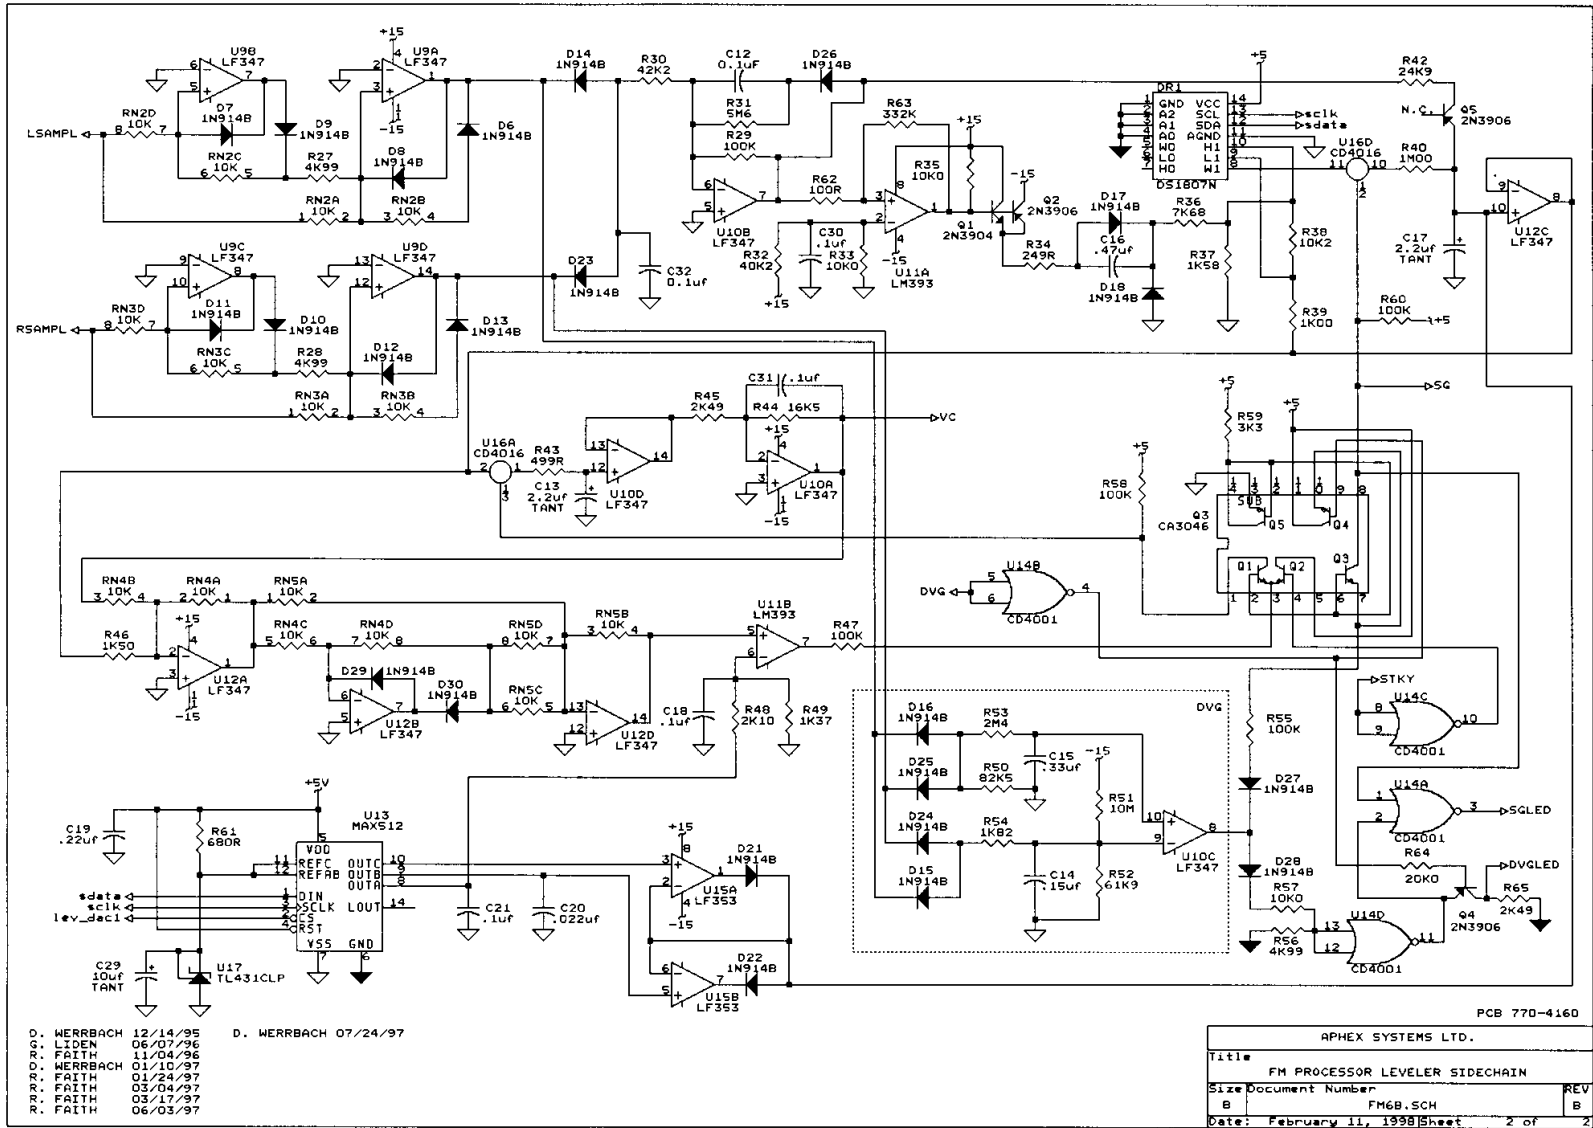 U9B
LF347
RN2D
10K
LSAMPL
D7
1N914B
D9
1N914B
RN2C
10K
R27
4K99
RN2A
10K
+15
U9A
LF347
-15
D8
1N914B
RN2B
10K
D6
1N914B
U9C
LF347
RN3D
10K
RSAMPL
D11
1N914B
D10
1N914B
RN3C
10K
R28
4K99
RN3A
10K
U9D
LF347
D12
1N914B
RN3B
10K
D13
1N914B
D14
1N914B
D23
1N914B
R30
42K2
C32
0.1uf
C12
0.1uF
R31
5M6
R29
100K
D26
1N914B
U10B
LF347
R62
100R
R63
332K
R32
40K2
+15
C30
.1uf
R33
10K0
U11A
LM393
-15
+15
R35
10K0
Q1
2N3904
-15
Q2
2N3906
R34
249R
D17
1N914B
C16
.47uf
D18
1N914B
R36
7K68
R37
1K58
R38
10K2
R39
1K00
+5
DR1
GND
A2
A1
A0
W0
L0
H0
VCC
SCL
SDA
AGND
H1
L1
W1
DS1807N
sclk
sdata
U16D
CD4016
R42
24K9
N.C.
Q5
2N3906
R40
1M00
C17
2.2uf
TANT
U12C
LF347
R60
100K
+5
SG
U16A
CD4016
R43
499R
C13
2.2uf
TANT
U10D
LF347
R45
2K49
C31
.1uf
R44
16K5
+15
U10A
LF347
-15
VC
+5
R58
100K
+5
R59
3K3
+5
Q3
CA3046
SUB
Q5
Q4
Q1
Q2
Q3
RN4B
10K
RN4A
10K
RN5A
10K
R46
1K50
+15
U12A
LF347
-15
RN4C
10K
RN4D
10K
D29
1N914B
U12B
LF347
D30
1N914B
RN5D
10K
RN5C
10K
RN5B
10K
U12D
LF347
U11B
LM393
C18
.1uf
R48
2K10
R49
1K37
R47
100K
DVG
U14B
CD4001
DVG
D16
1N914B
D25
1N914B
D24
1N914B
D15
1N914B
R53
2M4
R50
82K5
R54
1K82
C15
.33uf
C14
.15uf
-15
R51
10M
R52
61K9
U10C
LF347
R55
100K
D27
1N914B
D28
1N914B
R57
10K0
R56
4K99
STKY
U14C
CD4001
U14A
CD4001
SGLED
R64
20K0
DVGLED
R65
2K49
Q4
2N3906
U14D
CD4001
+5V
U13
MAX512
C19
.22uf
R61
680R
VDD
REFC
REFAB
DIN
SCLK
CS
RST
VSS
GND
OUTC
OUTB
OUTA
LOUT
sdata
sclk
lev_dac1
C29
10uf
TANT
U17
TL431CLP
C21
.1uf
C20
.022uf
+15
U15A
LF353
-15
D21
1N914B
U15B
LF353
D22
1N914B
D. WERRBACH 12/14/95 D. WERRBACH 07/24/97
G. LIDEN 06/07/96
R. FAITH 11/04/96
D. WERRBACH 01/10/97
R. FAITH 01/24/97
R. FAITH 03/04/97
R. FAITH 03/17/97
R. FAITH 06/03/97
PCB 770-4160
APHEX SYSTEMS LTD.
Title
FM PROCESSOR LEVELER SIDECHAIN
Size Document Number REV
B FM6B.SCH B
Date: February 11, 1998 Sheet 2 of 2